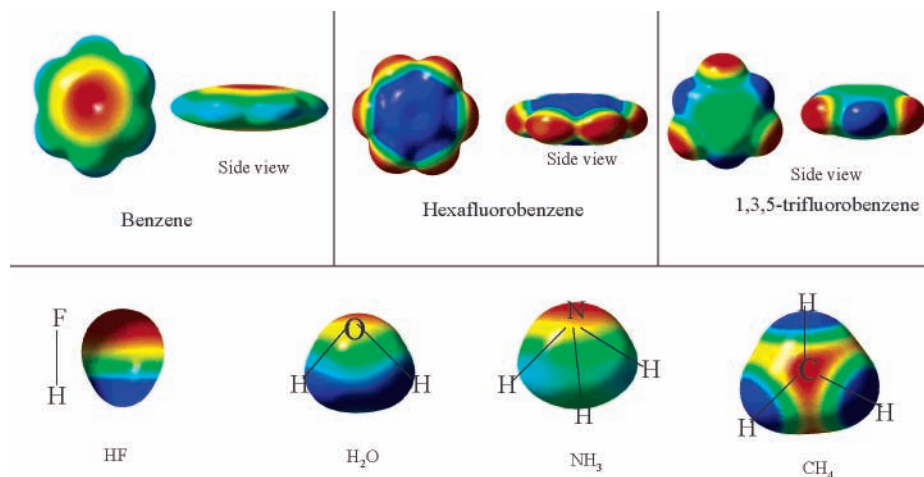 Side view
Benzene
Side view
Hexafluorobenzene
Side view
1,3,5-trifluorobenzene
F
H
HF
O
H H
H₂O
N
H H
H
NH₃
H
C
H H
CH₄